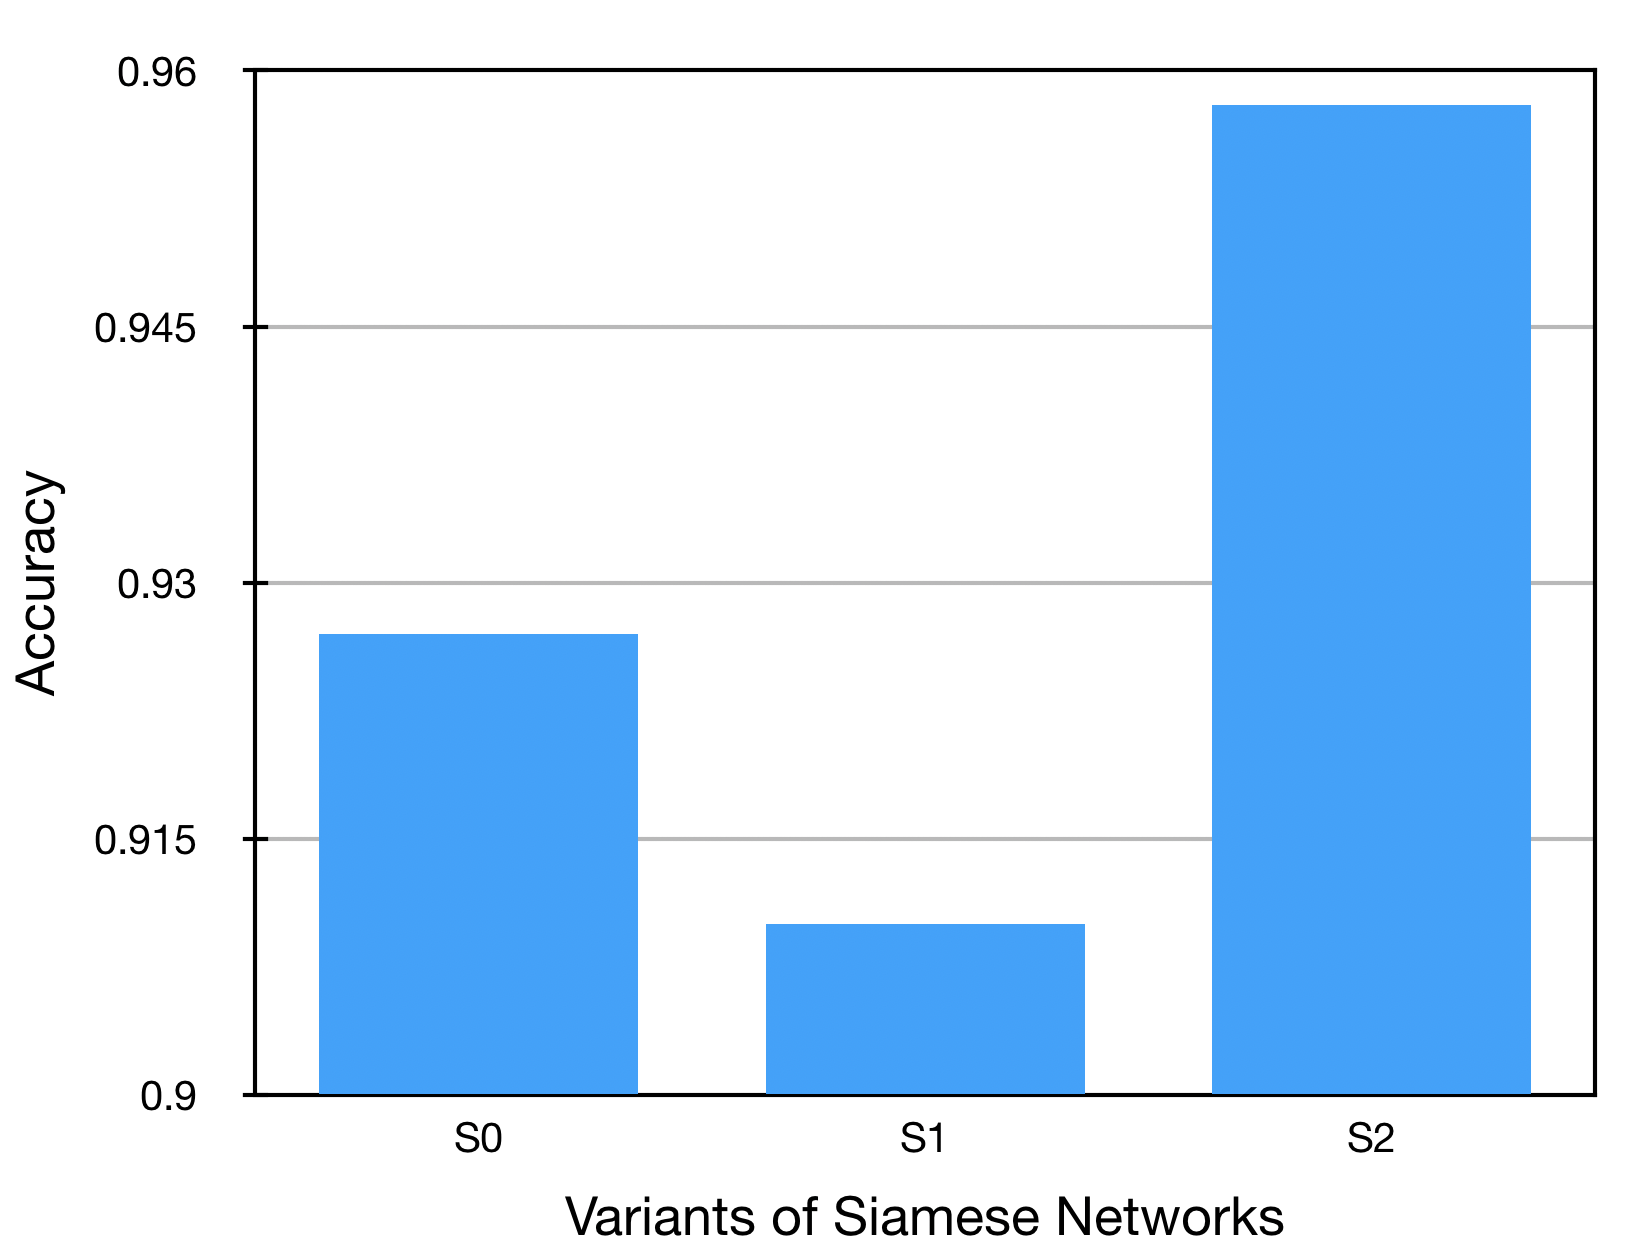 0.96
0.945
0.93
0.915
0.9
Accuracy
S0 S1 S2
Variants of Siamese Networks